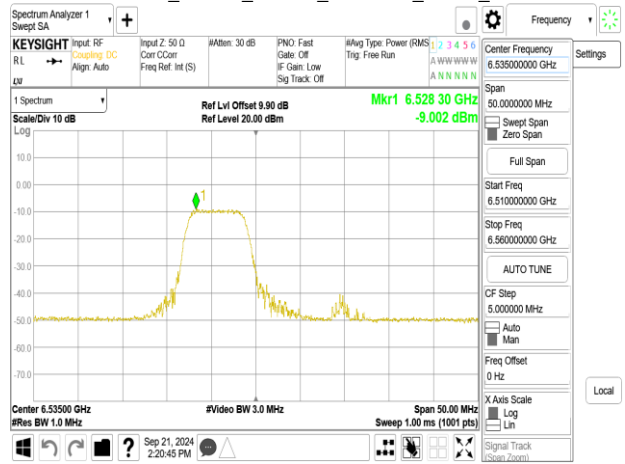 Spectrum Analyzer 1
Swept SA
+
Frequency
KEYSIGHT
RL
LXI
Input: RF
Coupling: DC
Align: Auto
Input Z: 50 Ω
Corr CCorr
Freq Ref: Int (S)
#Atten: 30 dB
PNO: Fast
Gate: Off
IF Gain: Low
Sig Track: Off
#Avg Type: Power (RMS
Trig: Free Run
1 2 3 4 5 6
A W W W W W
A N N N N N
Settings
1 Spectrum
Scale/Div 10 dB
Log
Ref Lvl Offset 9.90 dB
Ref Level 20.00 dBm
Mkr1 6.528 30 GHz
-9.002 dBm
10.0
0.00
-10.0
-20.0
-30.0
-40.0
-50.0
-60.0
-70.0
1
Center 6.53500 GHz
#Res BW 1.0 MHz
#Video BW 3.0 MHz
Span 50.00 MHz
Sweep 1.00 ms (1001 pts)
Sep 21, 2024
2:20:45 PM
?
Center Frequency
6.535000000 GHz
Span
50.0000000 MHz
Swept Span
Zero Span
Full Span
Start Freq
6.510000000 GHz
Stop Freq
6.560000000 GHz
AUTO TUNE
CF Step
5.000000 MHz
Auto
Man
Freq Offset
0 Hz
X Axis Scale
Log
Lin
Signal Track
(Span Zoom)
Local